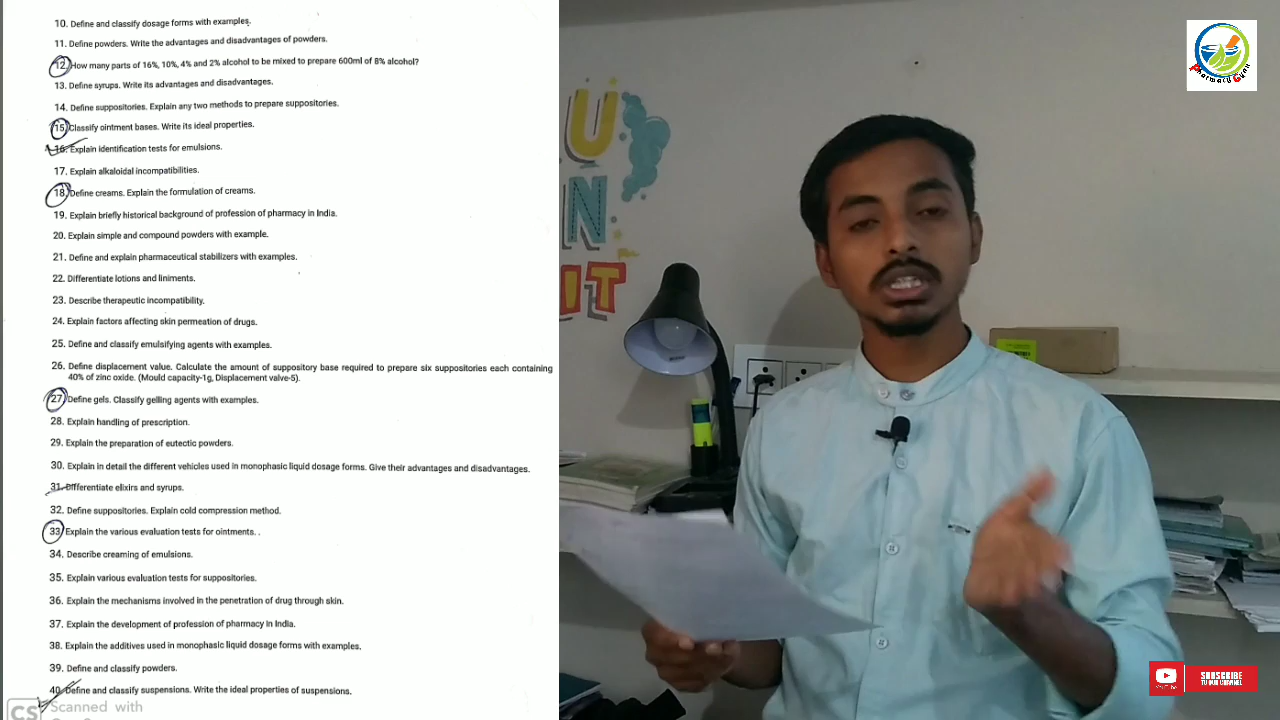 10. Define and classify dosage forms with examples.
11. Define powders. Write the advantages and disadvantages of powders.
12. How many parts of 16%, 10%, 4% and 2% alcohol to be mixed to prepare 600ml of 8% alcohol?
13. Define syrups. Write its advantages and disadvantages.
14. Define suppositories. Explain any two methods to prepare suppositories.
15. Classify ointment bases. Write its ideal properties.
16. Explain identification tests for emulsions.
17. Explain alkaloidal incompatibilities.
18. Define creams. Explain the formulation of creams.
19. Explain briefly historical background of profession of pharmacy in India.
20. Explain simple and compound powders with example.
21. Define and explain pharmaceutical stabilizers with examples.
22. Differentiate lotions and liniments.
23. Describe therapeutic incompatibility.
24. Explain factors affecting skin permeation of drugs.
25. Define and classify emulsifying agents with examples.
26. Define displacement value. Calculate the amount of suppository base required to prepare six suppositories each containing
40% of zinc oxide. (Mould capacity-1g, Displacement valve-5).
27. Define gels. Classify gelling agents with examples.
28. Explain handling of prescription.
29. Explain the preparation of eutectic powders.
30. Explain in detail the different vehicles used in monophasic liquid dosage forms. Give their advantages and disadvantages.
31. Differentiate elixirs and syrups.
32. Define suppositories. Explain cold compression method.
33. Explain the various evaluation tests for ointments. .
34. Describe creaming of emulsions.
35. Explain various evaluation tests for suppositories.
36. Explain the mechanisms involved in the penetration of drug through skin.
37. Explain the development of profession of pharmacy in India.
38. Explain the additives used in monophasic liquid dosage forms with examples.
39. Define and classify powders.
40. Define and classify suspensions. Write the ideal properties of suspensions.
CS Scanned with
U
N
IT
Pharmacy Gyan
SUBSCRIBE
TO OUR CHANNEL